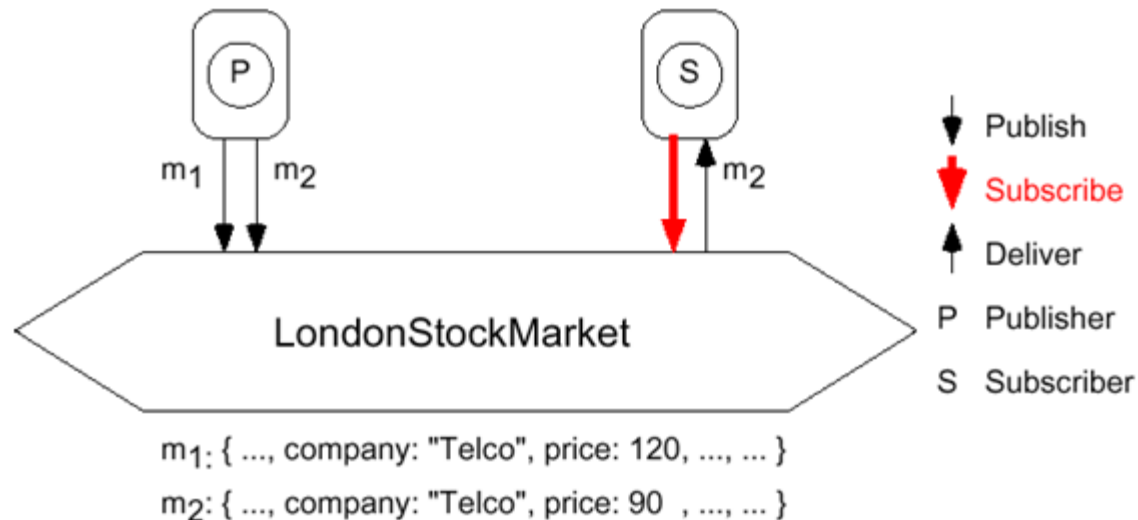 P
S
m1
m2
m2
Publish
Subscribe
Deliver
P Publisher
S Subscriber
LondonStockMarket
m1: { ..., company: "Telco", price: 120, ..., ... }
m2: { ..., company: "Telco", price: 90 , ..., ... }